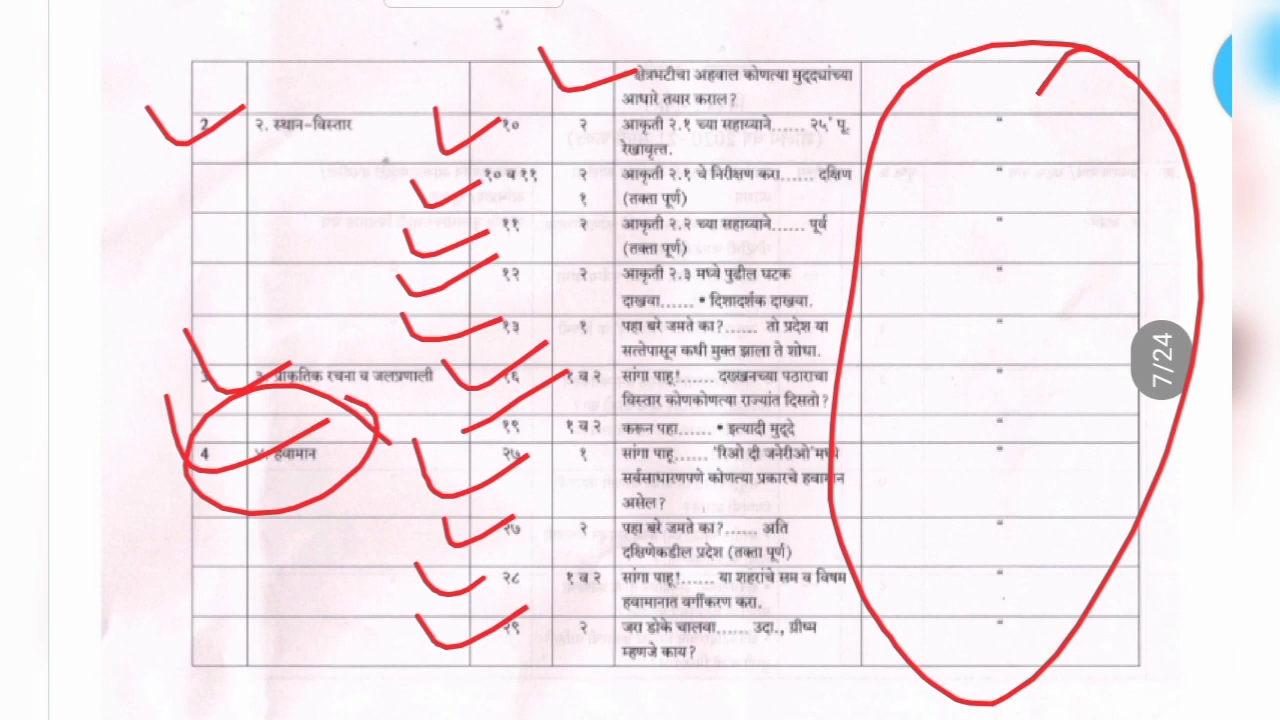 क्षेत्रभेटीचा अहवाल कोणत्या मुद्द्यांच्या
आधारे तयार कराल?
2 २. स्थान-विस्तार १० २ आकृती २.१ च्या सहाय्याने...... २५° पू. "
रेखावृत्त.
१० व ११ २ आकृती २.१ चे निरीक्षण करा...... दक्षिण "
१ (तक्ता पूर्ण)
११ २ आकृती २.२ च्या सहाय्याने...... पूर्व "
(तक्ता पूर्ण)
१२ २ आकृती २.३ मध्ये पुढील घटक "
दाखवा...... • दिशादर्शक दाखवा.
१३ १ पहा बरे जमते का?...... तो प्रदेश या "
सत्तेपासून कधी मुक्त झाला ते शोधा.
3 ३. प्राकृतिक रचना व जलप्रणाली १६ १ व २ सांगा पाहू!...... दख्खनच्या पठाराचा "
विस्तार कोणकोणत्या राज्यांत दिसतो?
१९ १ व २ करून पहा...... • इत्यादी मुद्दे "
4 ४. हवामान २७ १ सांगा पाहू...... 'रिओ दी जनेरीओ'मध्ये "
सर्वसाधारणपणे कोणत्या प्रकारचे हवामान
असेल?
२७ २ पहा बरे जमते का?...... अति "
दक्षिणेकडील प्रदेश (तक्ता पूर्ण)
२८ १ व २ सांगा पाहू!...... या शहरांचे सम व विषम "
हवामानात वर्गीकरण करा.
२९ २ जरा डोके चालवा...... उदा., ग्रीष्म "
म्हणजे काय?
7/24